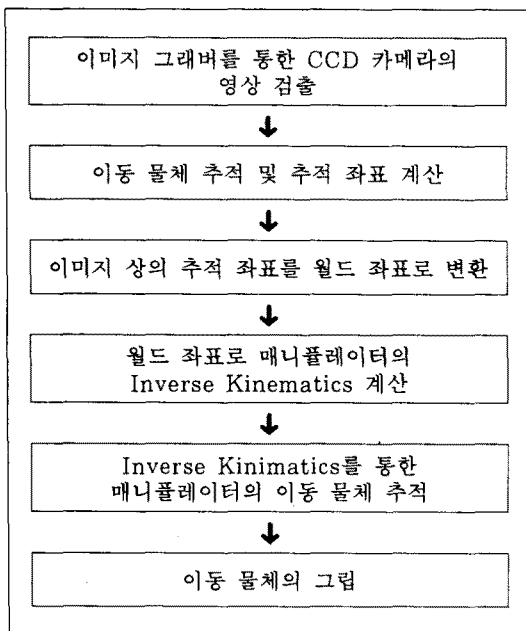 이미지 그래버를 통한 CCD 카메라의
영상 검출
이동 물체 추적 및 추적 좌표 계산
이미지 상의 추적 좌표를 월드 좌표로 변환
월드 좌표로 매니퓰레이터의
Inverse Kinematics 계산
Inverse Kinimatics를 통한
매니퓰레이터의 이동 물체 추적
이동 물체의 그립